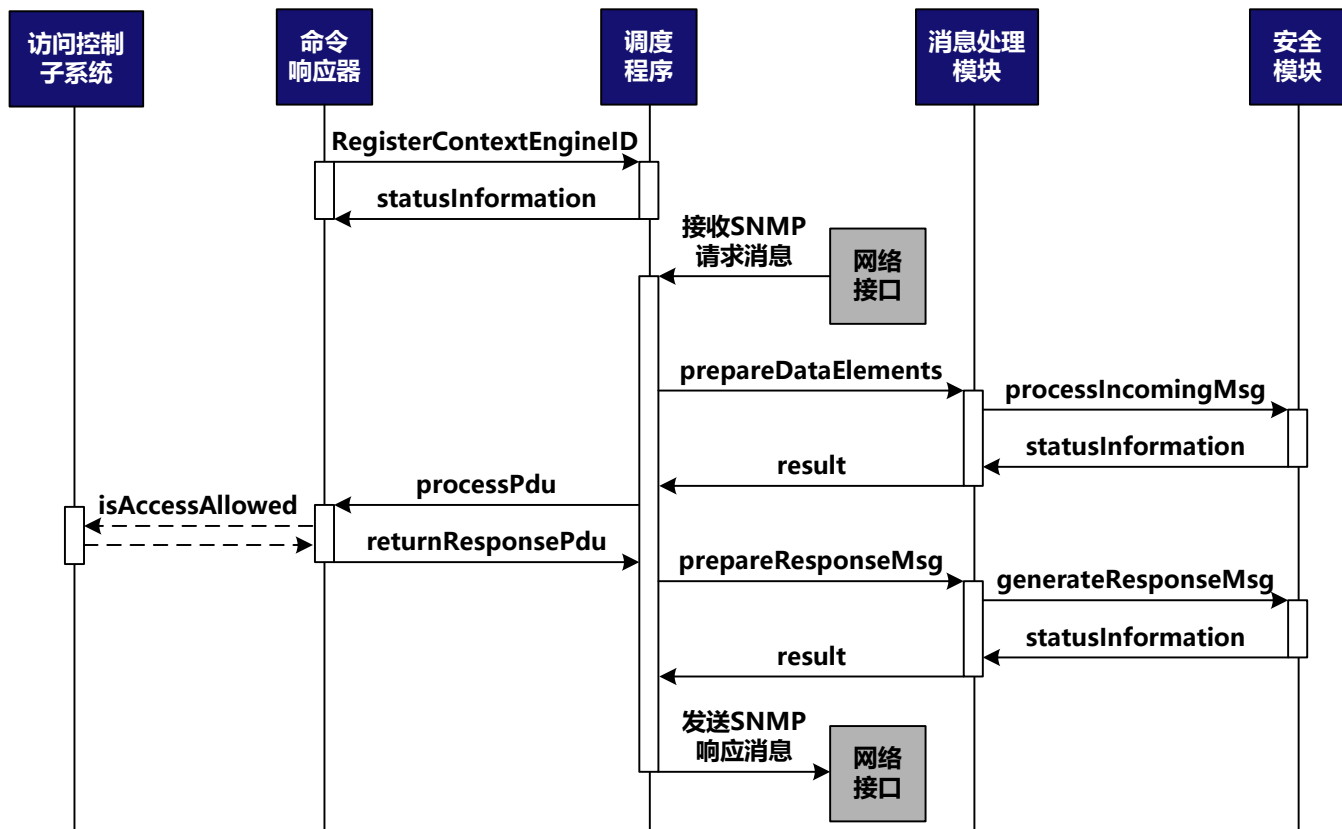 访问控制
子系统
命令
响应器
调度
程序
消息处理
模块
安全
模块
RegisterContextEngineID
statusInformation
接收SNMP
请求消息
网络
接口
prepareDataElements
processIncomingMsg
statusInformation
result
processPdu
isAccessAllowed
returnResponsePdu
prepareResponseMsg
generateResponseMsg
statusInformation
result
发送SNMP
响应消息
网络
接口